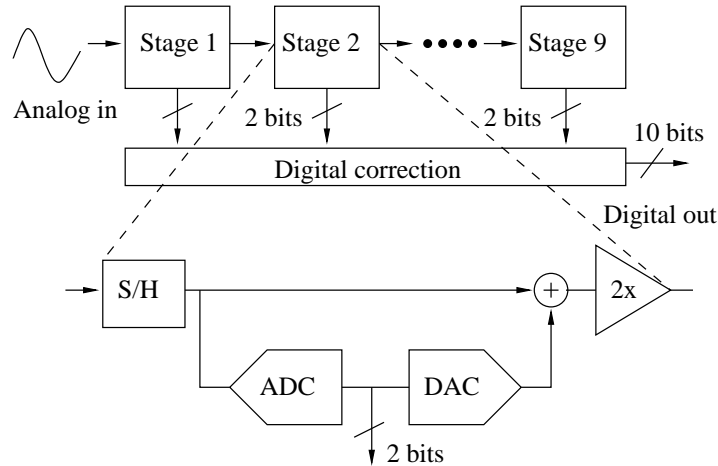 Stage 1
Stage 2
Stage 9
Analog in
2 bits
2 bits
10 bits
Digital correction
Digital out
S/H
+
2x
ADC
DAC
2 bits